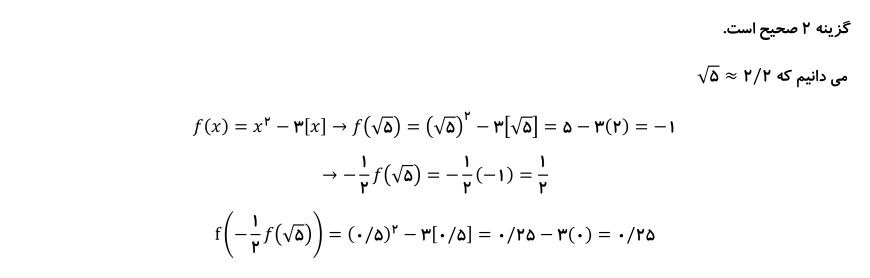 گزینه ۲ صحیح است.
می دانیم که √۵ ≈ ۲/۲
f(x) = x^۲ − ۳[x] → f(√۵) = (√۵)^۲ − ۳[√۵] = ۵ − ۳(۲) = −۱
→ −۱/۲ f(√۵) = −۱/۲ (−۱) = ۱/۲
f(−۱/۲ f(√۵)) = (۰/۵)^۲ − ۳[۰/۵] = ۰/۲۵ − ۳(۰) = ۰/۲۵